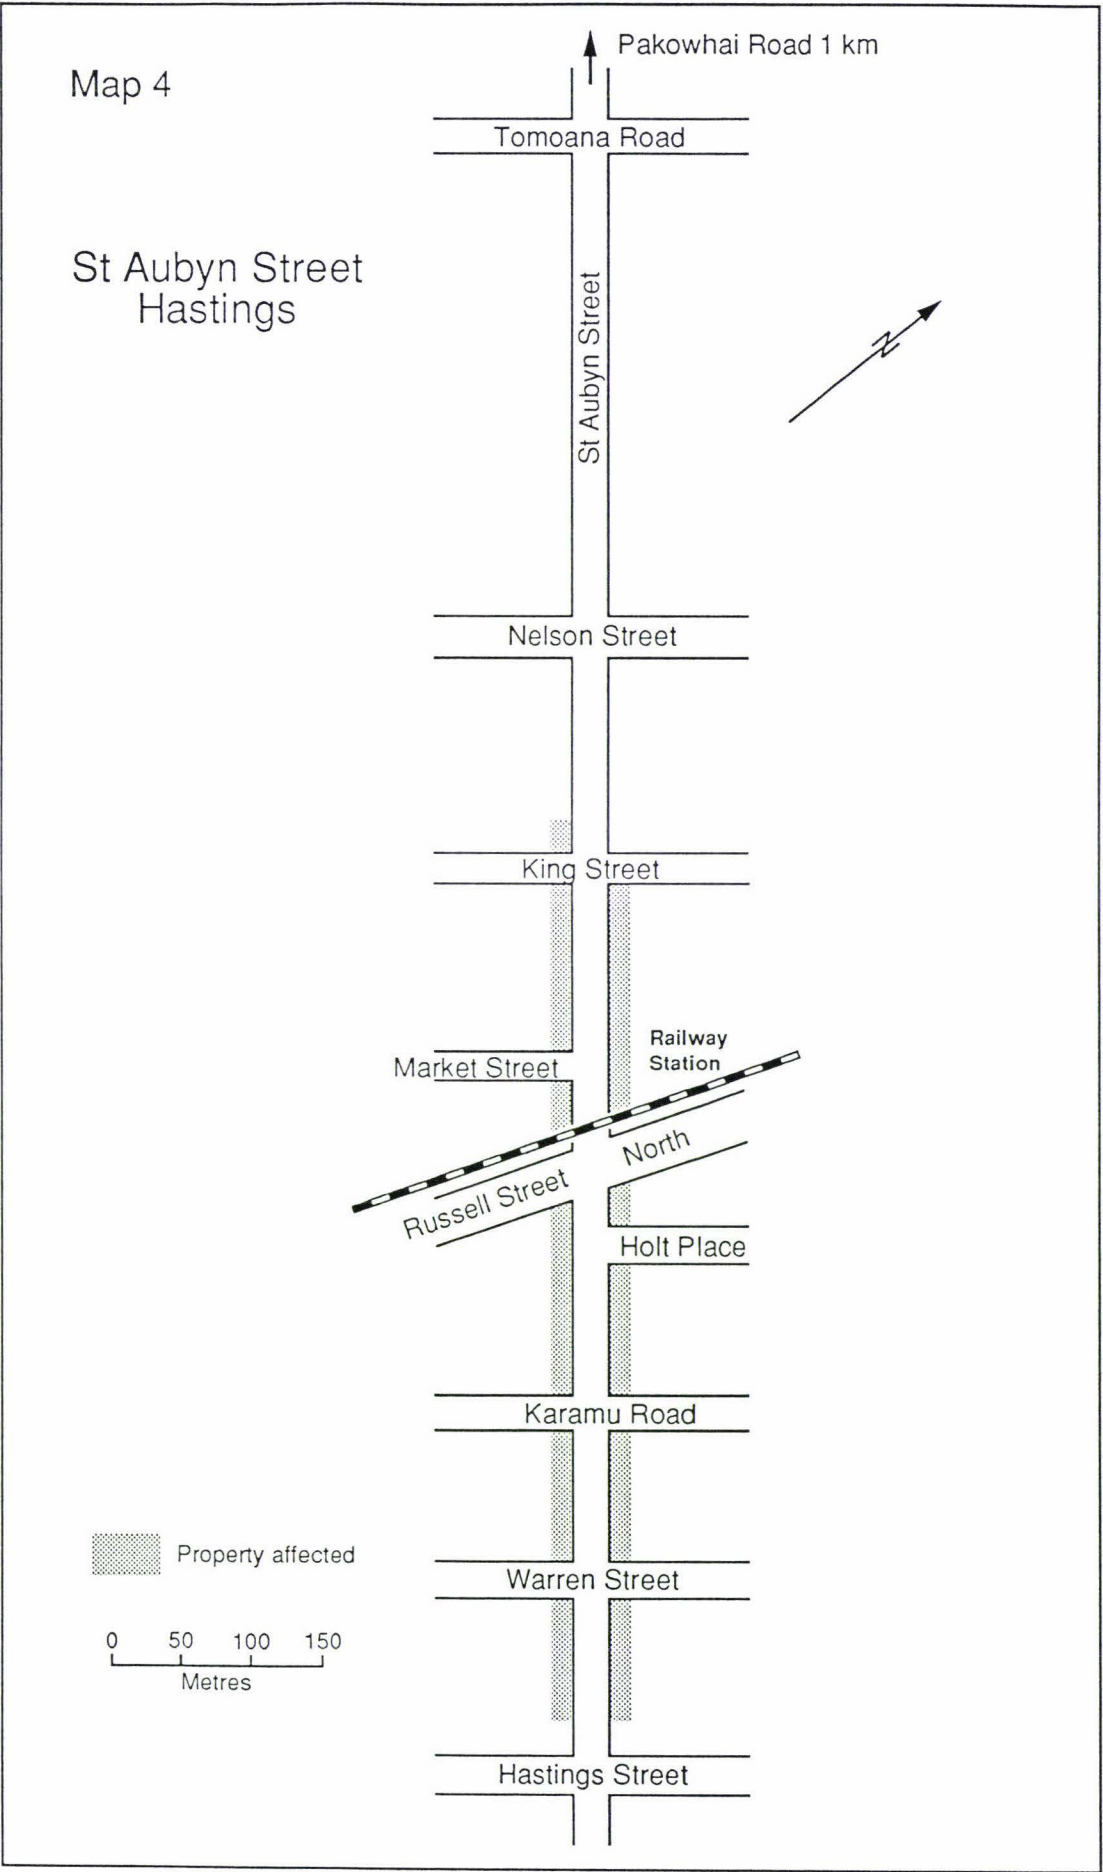 Pakowhai Road 1 km
Map 4
Tomoana Road
St Aubyn Street
Hastings
St Aubyn Street
N
Nelson Street
King Street
Railway
Station
Market Street
North
Russell Street
Holt Place
Karamu Road
Property affected
Warren Street
0 50 100 150
Metres
Hastings Street